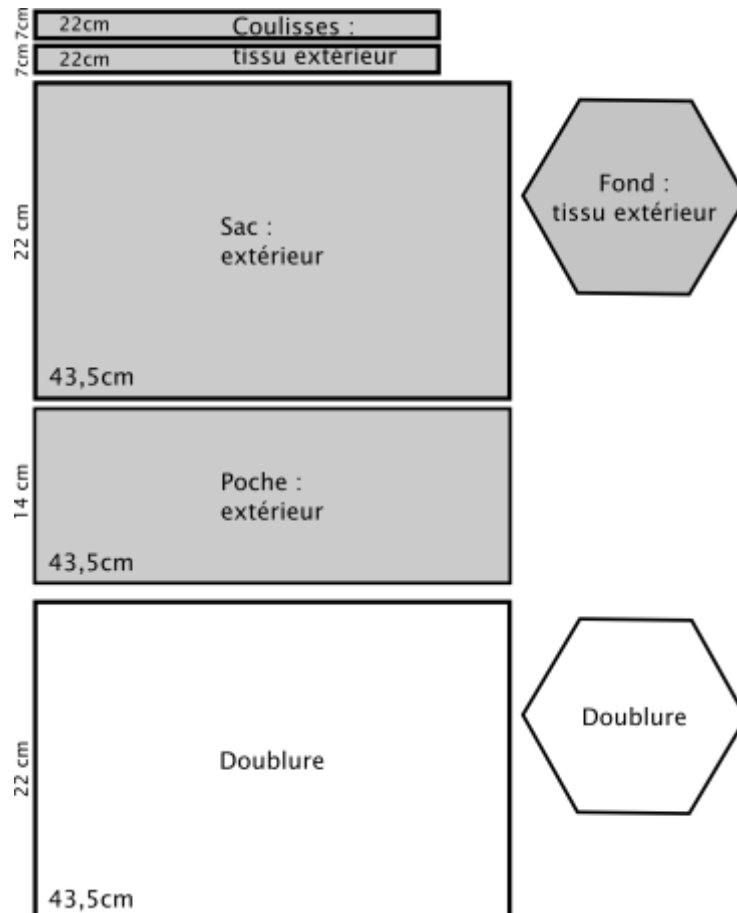 7cm
22cm
Coulisses :
7cm
22cm
tissu extérieur
22 cm
Sac :
extérieur
43,5cm
Fond :
tissu extérieur
14 cm
Poche :
extérieur
43,5cm
22 cm
Doublure
43,5cm
Doublure